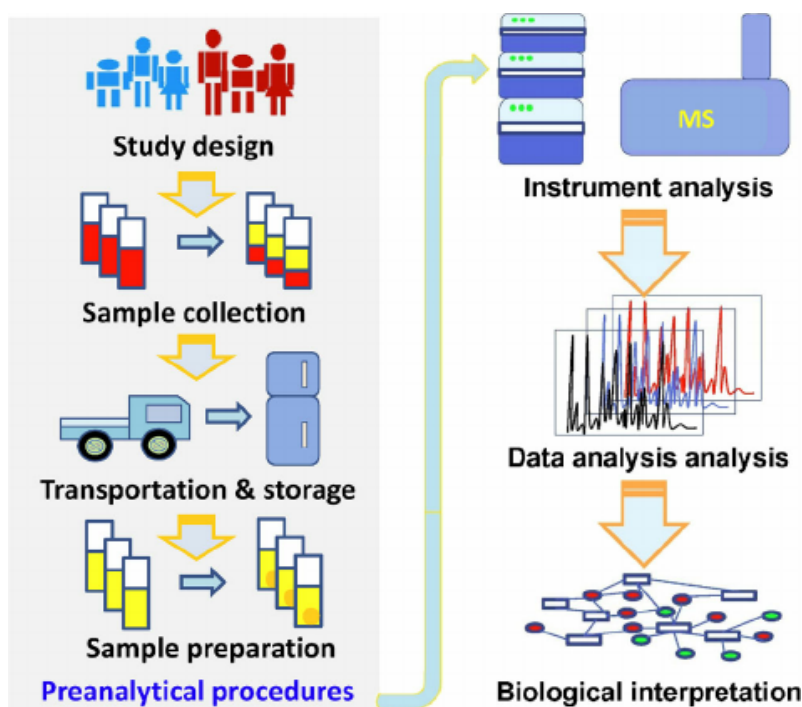 Study design
Sample collection
Transportation & storage
Sample preparation
Preanalytical procedures
MS
Instrument analysis
Data analysis analysis
Biological interpretation